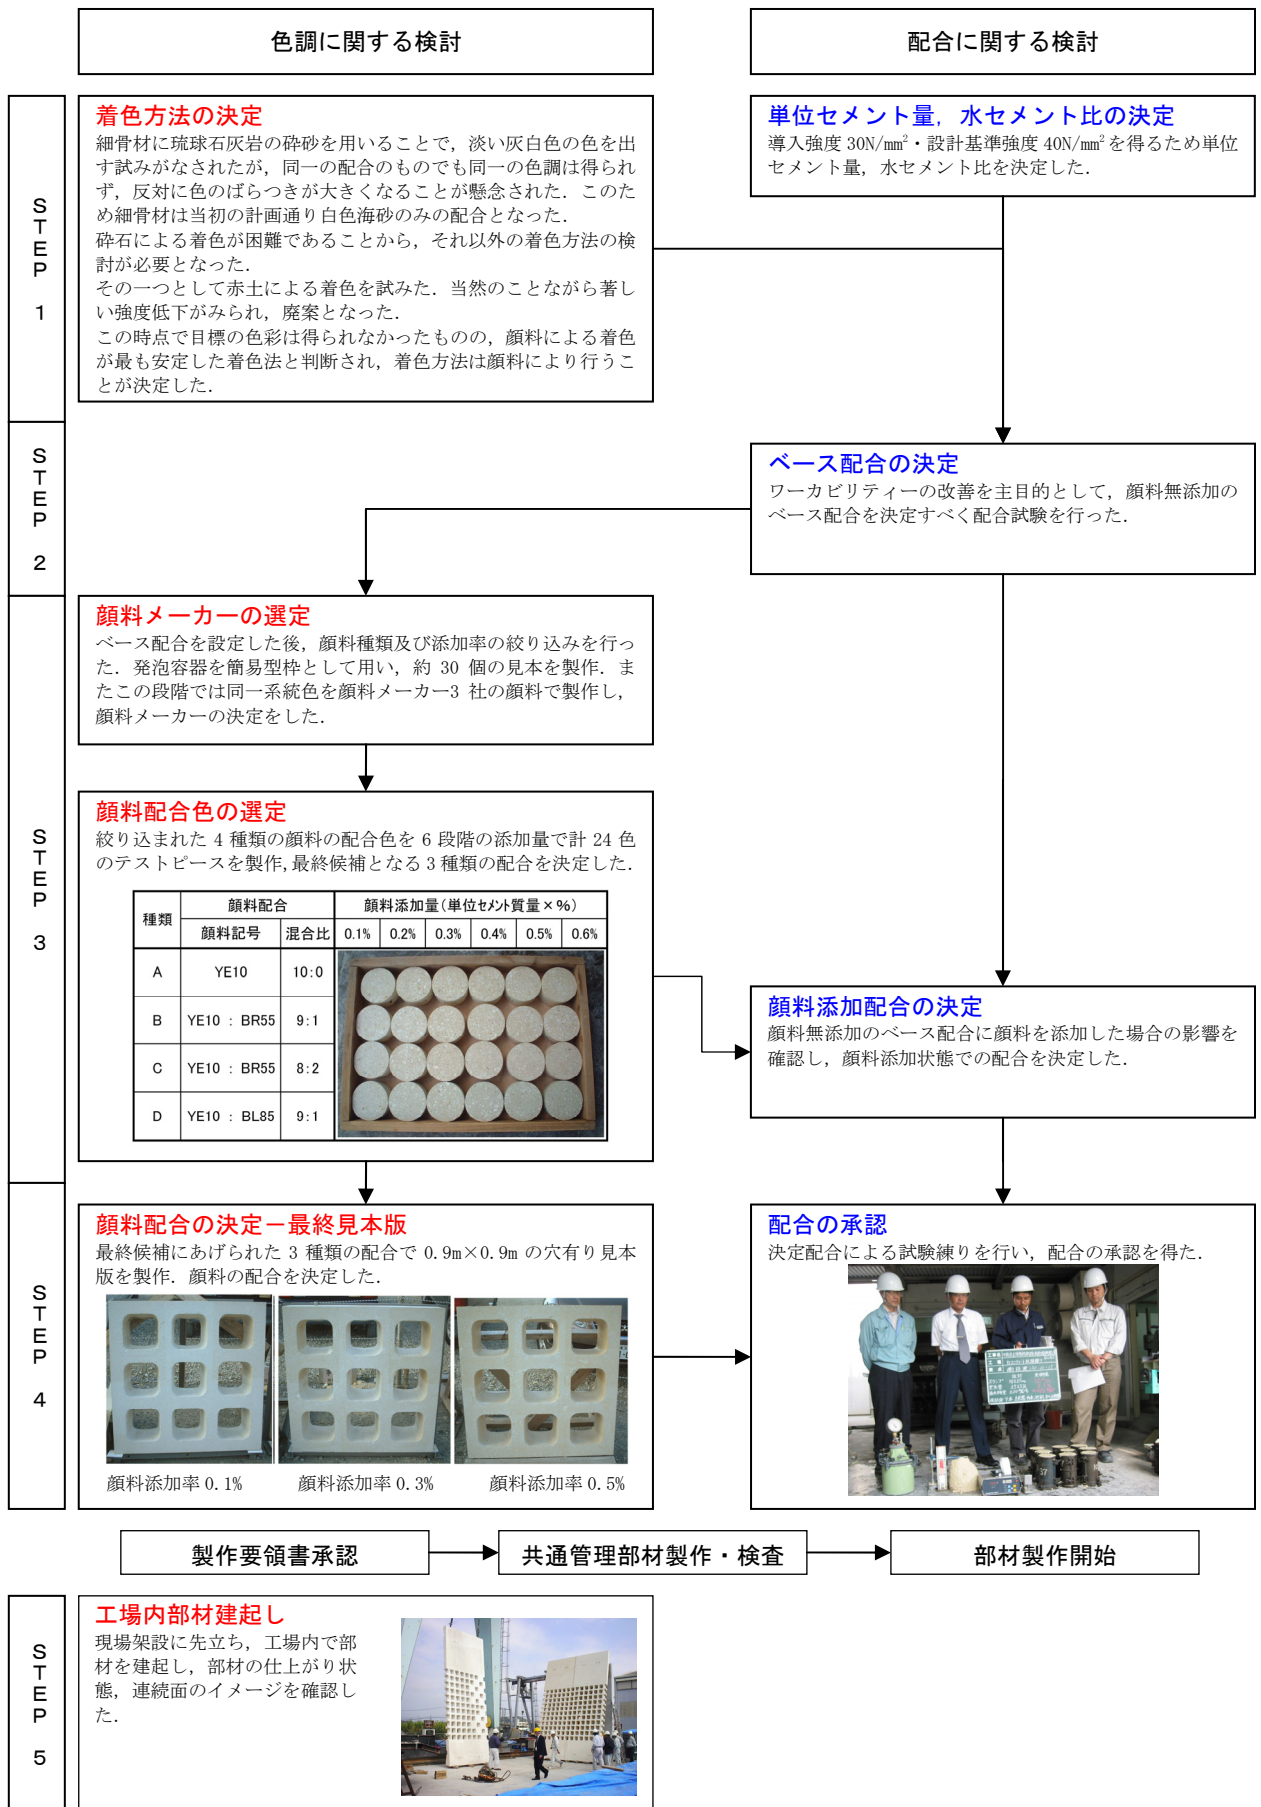 色調に関する検討
配合に関する検討
STEP 1
着色方法の決定
細骨材に琉球石灰岩の砕砂を用いることで，淡い灰白色の色を出
す試みがなされたが，同一の配合のものでも同一の色調は得られ
ず，反対に色のばらつきが大きくなることが懸念された．このた
め細骨材は当初の計画通り白色海砂のみの配合となった．
砕石による着色が困難であることから，それ以外の着色方法の検
討が必要となった．
その一つとして赤土による着色を試みた．当然のことながら著し
い強度低下がみられ，廃案となった．
この時点で目標の色彩は得られなかったものの，顔料による着色
が最も安定した着色法と判断され，着色方法は顔料により行うこ
とが決定した．
単位セメント量，水セメント比の決定
導入強度 30N/mm²・設計基準強度 40N/mm² を得るため単位
セメント量，水セメント比を決定した．
STEP 2
ベース配合の決定
ワーカビリティーの改善を主目的として，顔料無添加の
ベース配合を決定すべく配合試験を行った．
STEP 3
顔料メーカーの選定
ベース配合を設定した後，顔料種類及び添加率の絞り込みを行っ
た．発泡容器を簡易型枠として用い，約 30 個の見本を製作．ま
たこの段階では同一系統色を顔料メーカー3 社の顔料で製作し，
顔料メーカーの決定をした．
顔料配合色の選定
絞り込まれた 4 種類の顔料の配合色を 6 段階の添加量で計 24 色
のテストピースを製作,最終候補となる 3 種類の配合を決定した．
種類 顔料配合 顔料添加量（単位ｾﾒﾝﾄ質量×%）
顔料記号 混合比 0.1% 0.2% 0.3% 0.4% 0.5% 0.6%
A YE10 10:0
B YE10 : BR55 9:1
C YE10 : BR55 8:2
D YE10 : BL85 9:1
顔料添加配合の決定
顔料無添加のベース配合に顔料を添加した場合の影響を
確認し，顔料添加状態での配合を決定した．
STEP 4
顔料配合の決定－最終見本版
最終候補にあげられた 3 種類の配合で 0.9m×0.9m の穴有り見本
版を製作．顔料の配合を決定した．
顔料添加率 0.1%
顔料添加率 0.3%
顔料添加率 0.5%
配合の承認
決定配合による試験練りを行い，配合の承認を得た．
製作要領書承認
共通管理部材製作・検査
部材製作開始
STEP 5
工場内部材建起し
現場架設に先立ち，工場内で部
材を建起し，部材の仕上がり状
態，連続面のイメージを確認し
た．